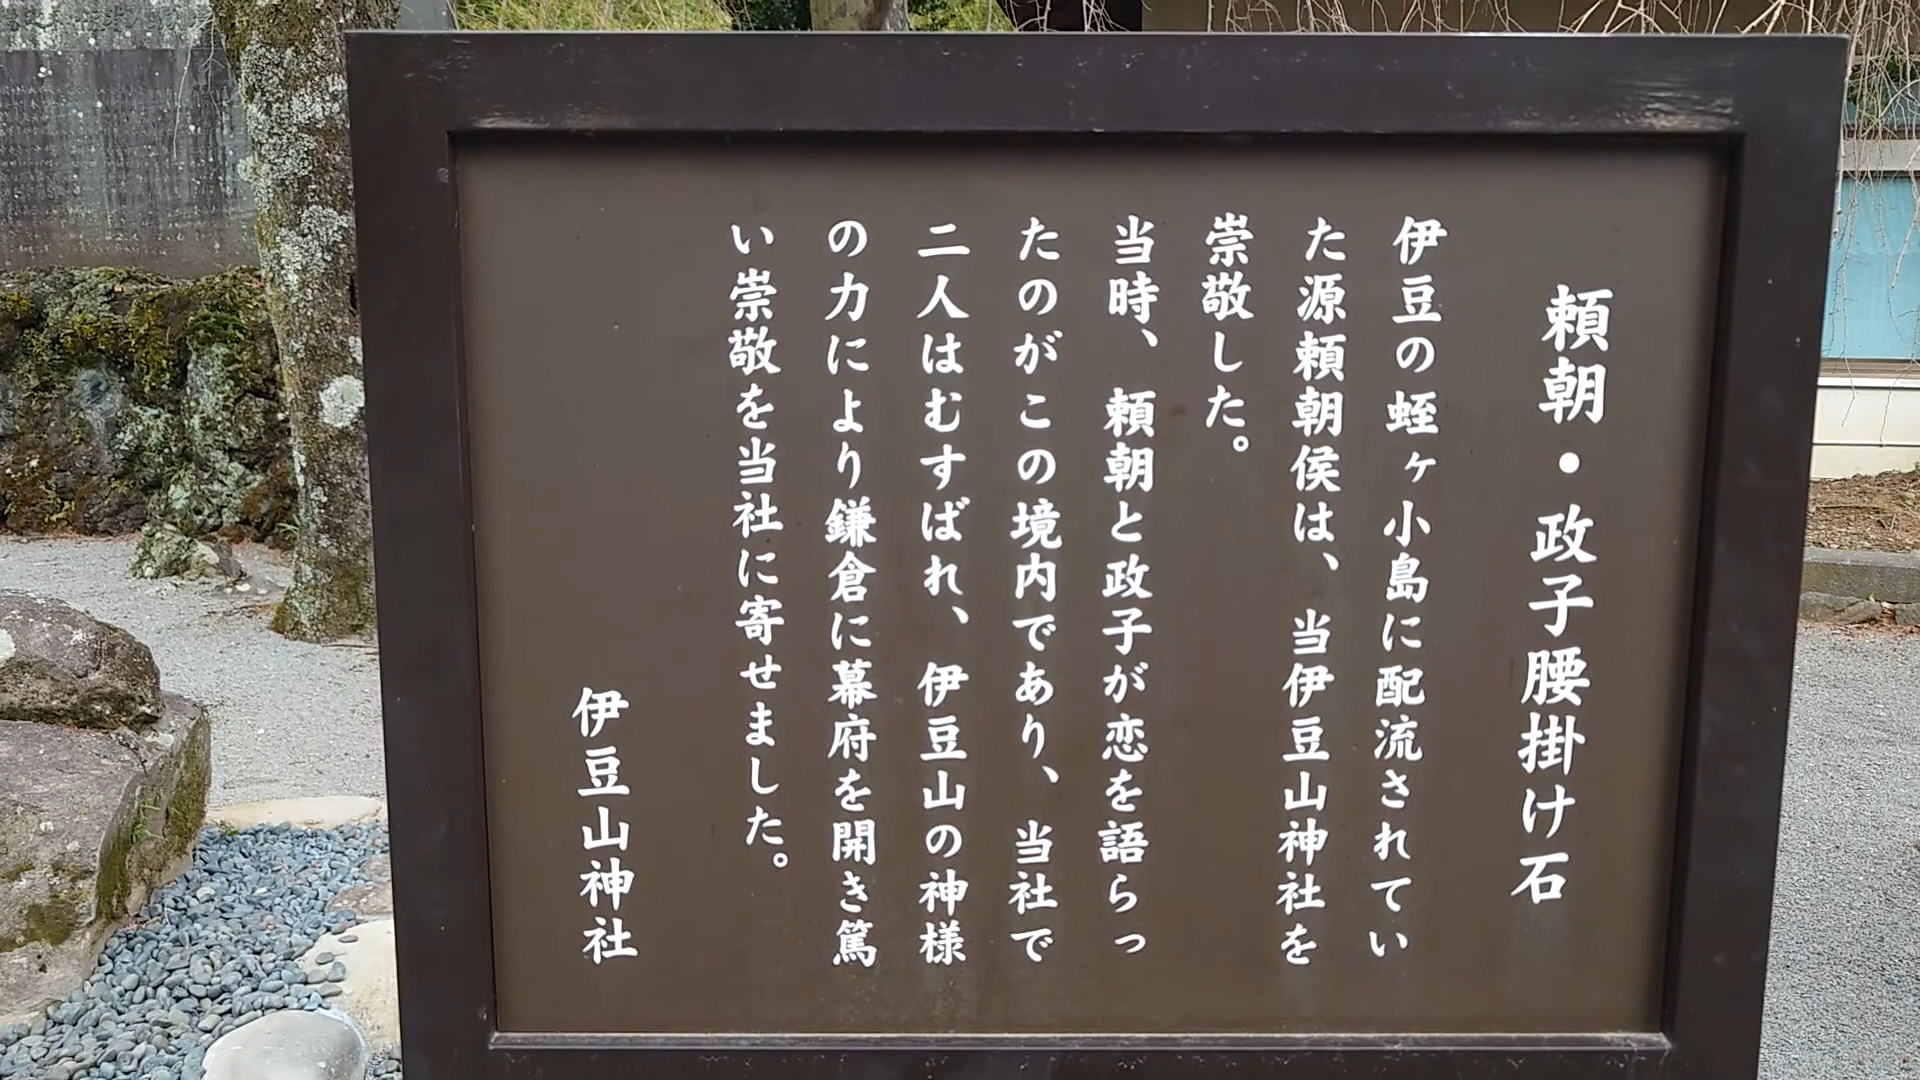 頼朝・政子腰掛け石
伊豆の蛭ヶ小島に配流されてい
た源頼朝侯は、当伊豆山神社を
崇敬した。
当時、頼朝と政子が恋を語らっ
たのがこの境内であり、当社で
二人はむすばれ、伊豆山の神様
の力により鎌倉に幕府を開き篤
い崇敬を当社に寄せました。
伊豆山神社